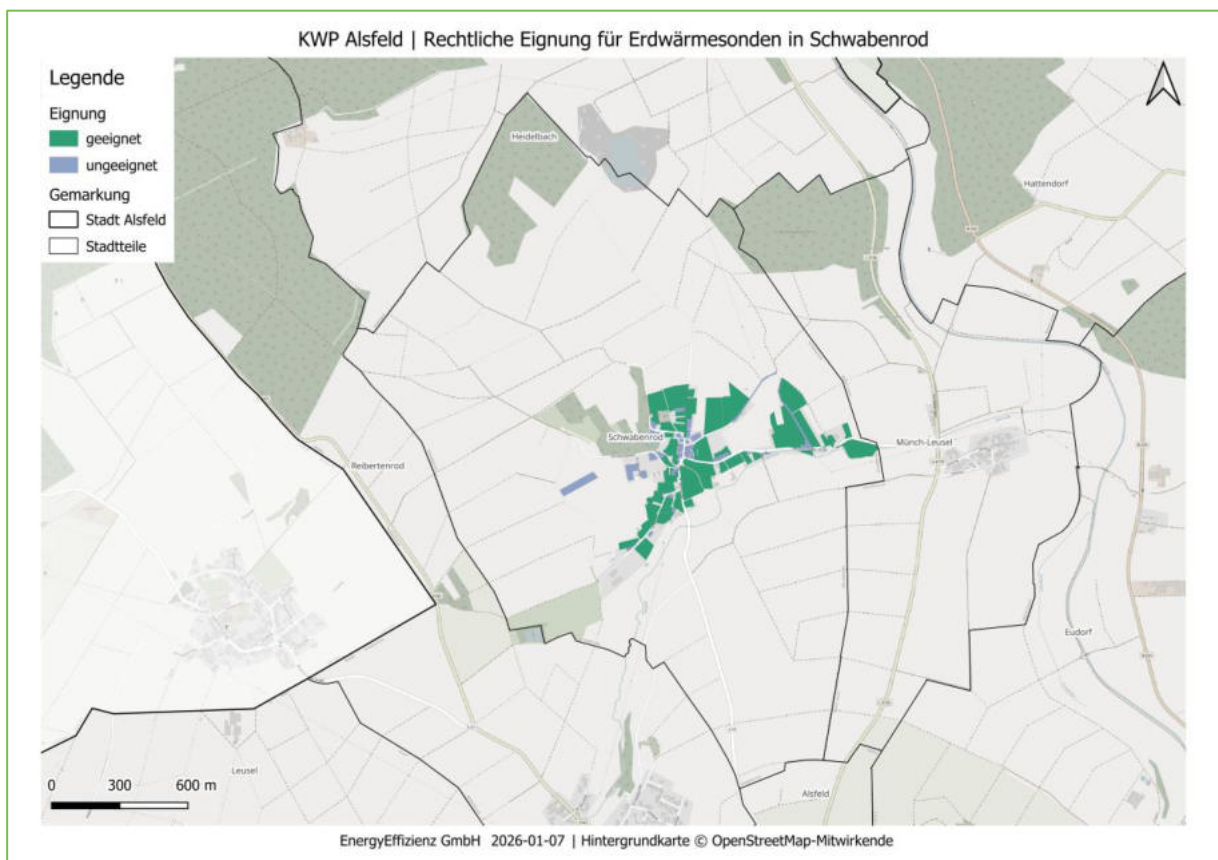 KWP Alsfeld | Rechtliche Eignung für Erdwärmesonden in Schwabenrod
Legende
Eignung
geeignet
ungeeignet
Gemarkung
Stadt Alsfeld
Stadtteile
Heidelbach
Hattendorf
Schwabenrod
Münch-Leusel
Reibertenrod
Eudorf
Leusel
Alsfeld
0 300 600 m
EnergyEffizienz GmbH 2026-01-07 | Hintergrundkarte © OpenStreetMap-Mitwirkende